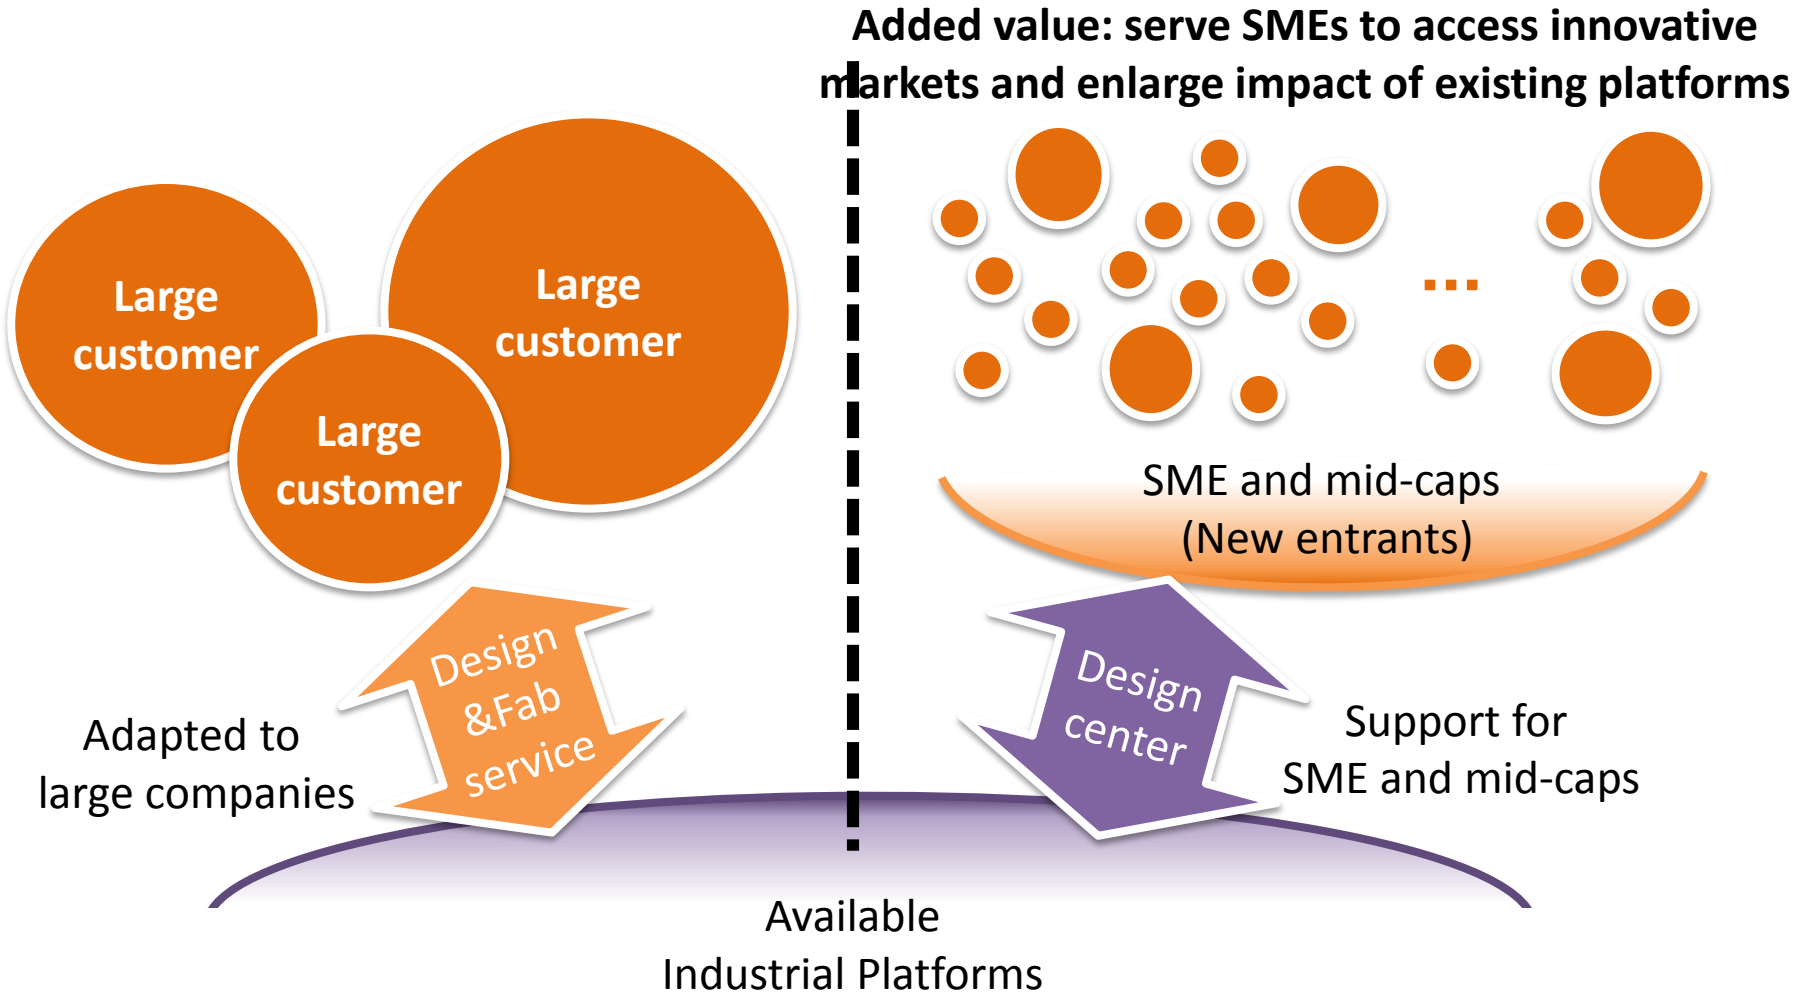 Added value: serve SMEs to access innovative
markets and enlarge impact of existing platforms
Large
customer
Large
customer
Large
customer
...
SME and mid-caps
(New entrants)
Design
&Fab
service
Design
center
Adapted to
large companies
Support for
SME and mid-caps
Available
Industrial Platforms